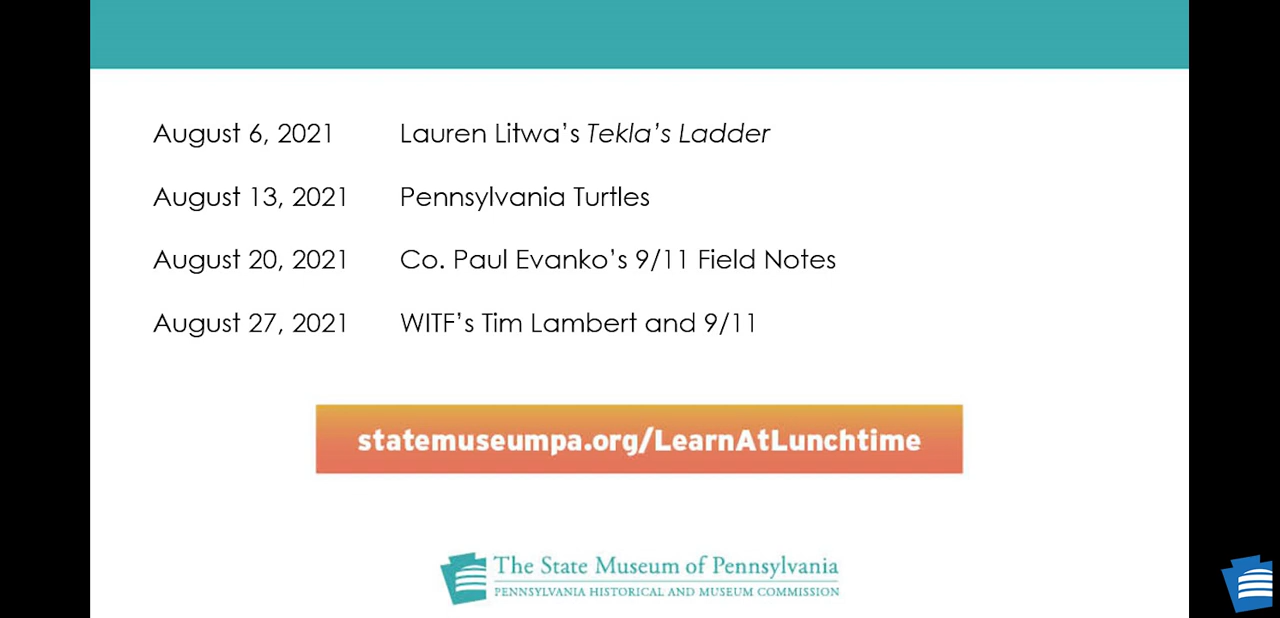 August 6, 2021 Lauren Litwa’s Tekla’s Ladder
August 13, 2021 Pennsylvania Turtles
August 20, 2021 Co. Paul Evanko’s 9/11 Field Notes
August 27, 2021 WITF’s Tim Lambert and 9/11
statemuseumpa.org/LearnAtLunchtime
The State Museum of Pennsylvania
PENNSYLVANIA HISTORICAL AND MUSEUM COMMISSION